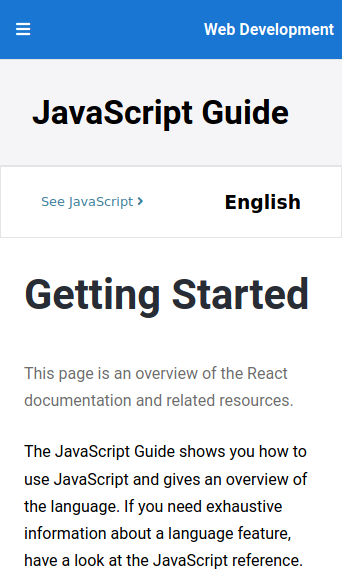 Web Development
JavaScript Guide
See JavaScript
English
Getting Started
This page is an overview of the React
documentation and related resources.
The JavaScript Guide shows you how to
use JavaScript and gives an overview of
the language. If you need exhaustive
information about a language feature,
have a look at the JavaScript reference.